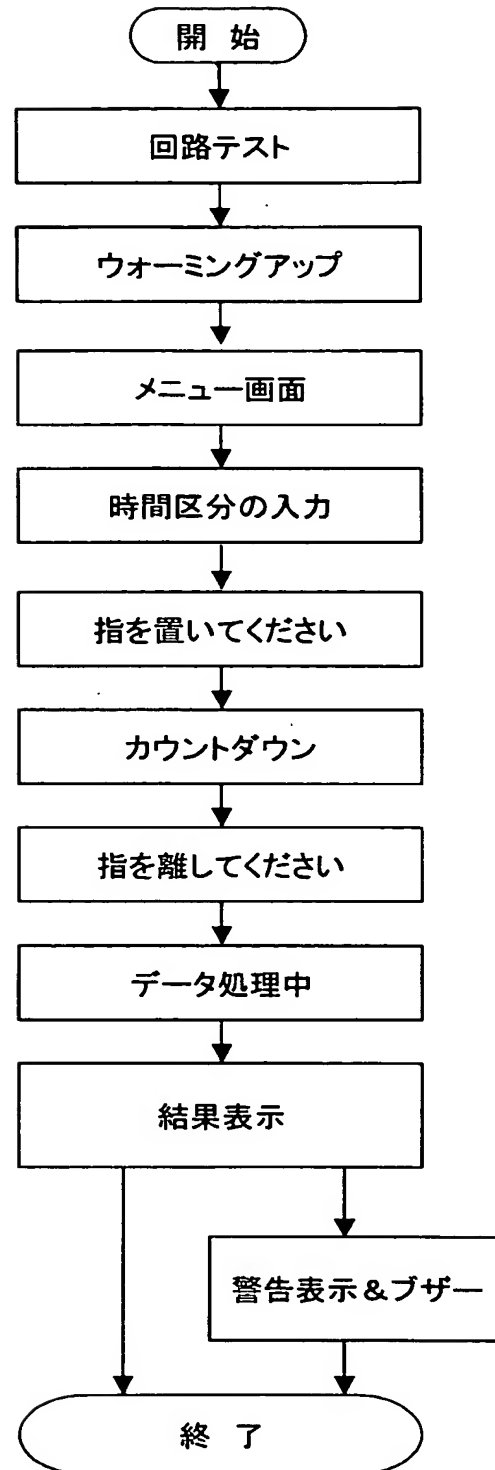 開 始
回路テスト
ウォーミングアップ
メニュー画面
時間区分の入力
指を置いてください
カウントダウン
指を離してください
データ処理中
結果表示
警告表示&ブザー
終 了